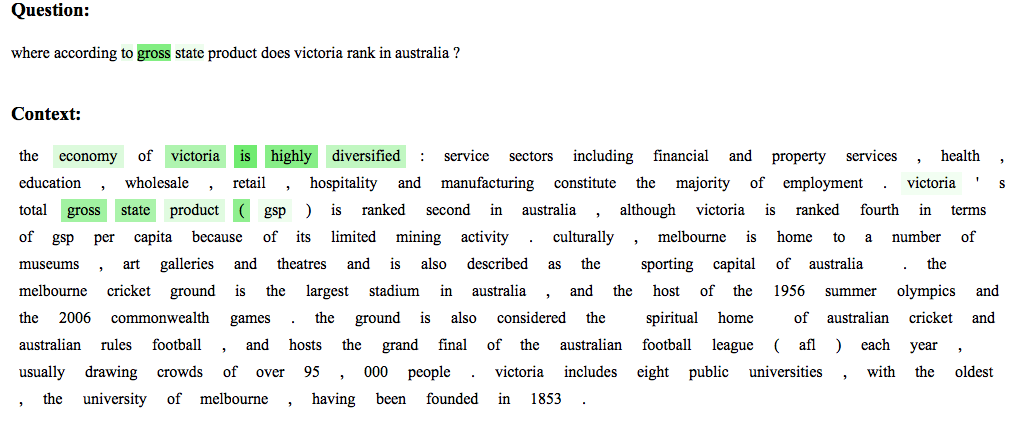 Question:
where according to gross state product does victoria rank in australia ?
Context:
the economy of victoria is highly diversified : service sectors including financial and property services , health ,
education , wholesale , retail , hospitality and manufacturing constitute the majority of employment . victoria ' s
total gross state product ( gsp ) is ranked second in australia , although victoria is ranked fourth in terms
of gsp per capita because of its limited mining activity . culturally , melbourne is home to a number of
museums , art galleries and theatres and is also described as the sporting capital of australia . the
melbourne cricket ground is the largest stadium in australia , and the host of the 1956 summer olympics and
the 2006 commonwealth games . the ground is also considered the spiritual home of australian cricket and
australian rules football , and hosts the grand final of the australian football league ( afl ) each year ,
usually drawing crowds of over 95 , 000 people . victoria includes eight public universities , with the oldest
, the university of melbourne , having been founded in 1853 .